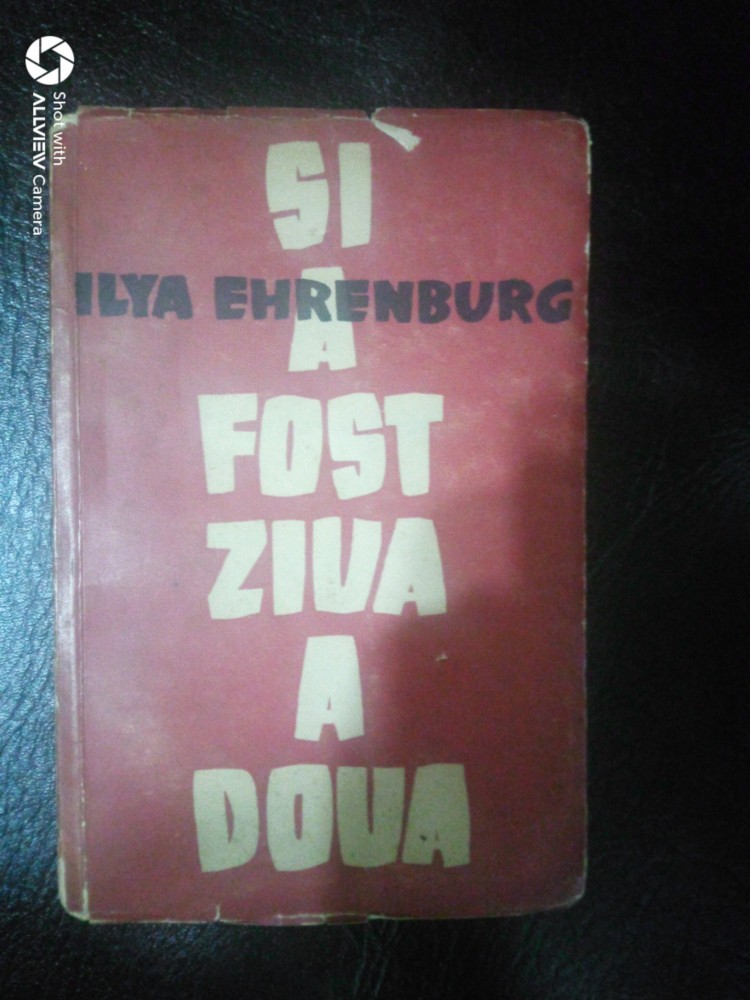 Shot with
ALLVIEW Camera
SI
A
ILYA EHRENBURG
FOST
ZIUA
A
DOUA